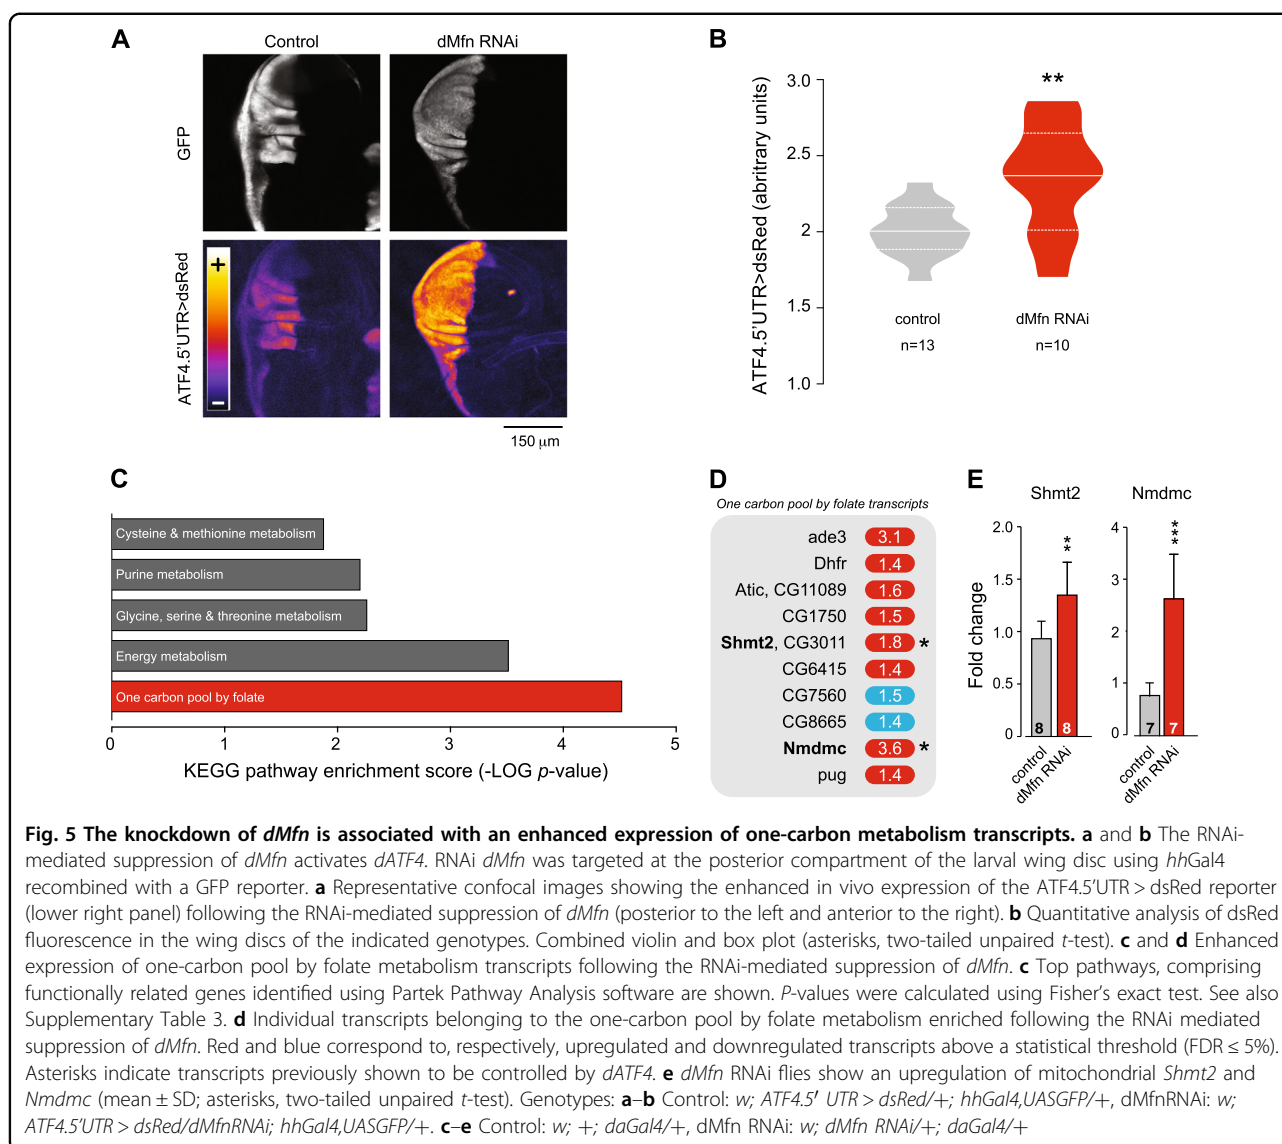 A
Control
dMfn RNAi
GFP
ATF4.5'UTR>dsRed
+
−
150 µm
B
ATF4.5'UTR>dsRed (abritrary units)
3.0
2.5
2
1.5
1.0
**
control
n=13
dMfn RNAi
n=10
C
Cysteine & methionine metabolism
Purine metabolism
Glycine, serine & threonine metabolism
Energy metabolism
One carbon pool by folate
0 1 2 3 4 5
KEGG pathway enrichment score (-LOG p-value)
D
One carbon pool by folate transcripts
ade3 3.1
Dhfr 1.4
Atic, CG11089 1.6
CG1750 1.5
Shmt2, CG3011 1.8 *
CG6415 1.4
CG7560 1.5
CG8665 1.4
Nmdmc 3.6 *
pug 1.4
E
Shmt2
Fold change
2.0
1.5
1.0
0.5
0
**
8 8
control
dMfn RNAi
Nmdmc
4
3
2
1
0
***
7 7
control
dMfn RNAi
Fig. 5 The knockdown of dMfn is associated with an enhanced expression of one-carbon metabolism transcripts. a and b The RNAi-
mediated suppression of dMfn activates dATF4. RNAi dMfn was targeted at the posterior compartment of the larval wing disc using hhGal4
recombined with a GFP reporter. a Representative confocal images showing the enhanced in vivo expression of the ATF4.5'UTR > dsRed reporter
(lower right panel) following the RNAi-mediated suppression of dMfn (posterior to the left and anterior to the right). b Quantitative analysis of dsRed
fluorescence in the wing discs of the indicated genotypes. Combined violin and box plot (asterisks, two-tailed unpaired t-test). c and d Enhanced
expression of one-carbon pool by folate metabolism transcripts following the RNAi-mediated suppression of dMfn. c Top pathways, comprising
functionally related genes identified using Partek Pathway Analysis software are shown. P-values were calculated using Fisher's exact test. See also
Supplementary Table 3. d Individual transcripts belonging to the one-carbon pool by folate metabolism enriched following the RNAi mediated
suppression of dMfn. Red and blue correspond to, respectively, upregulated and downregulated transcripts above a statistical threshold (FDR ≤ 5%).
Asterisks indicate transcripts previously shown to be controlled by dATF4. e dMfn RNAi flies show an upregulation of mitochondrial Shmt2 and
Nmdmc (mean ± SD; asterisks, two-tailed unpaired t-test). Genotypes: a–b Control: w; ATF4.5' UTR > dsRed/+; hhGal4,UASGFP/+, dMfnRNAi: w;
ATF4.5'UTR > dsRed/dMfnRNAi; hhGal4,UASGFP/+. c–e Control: w; +; daGal4/+, dMfn RNAi: w; dMfn RNAi/+; daGal4/+